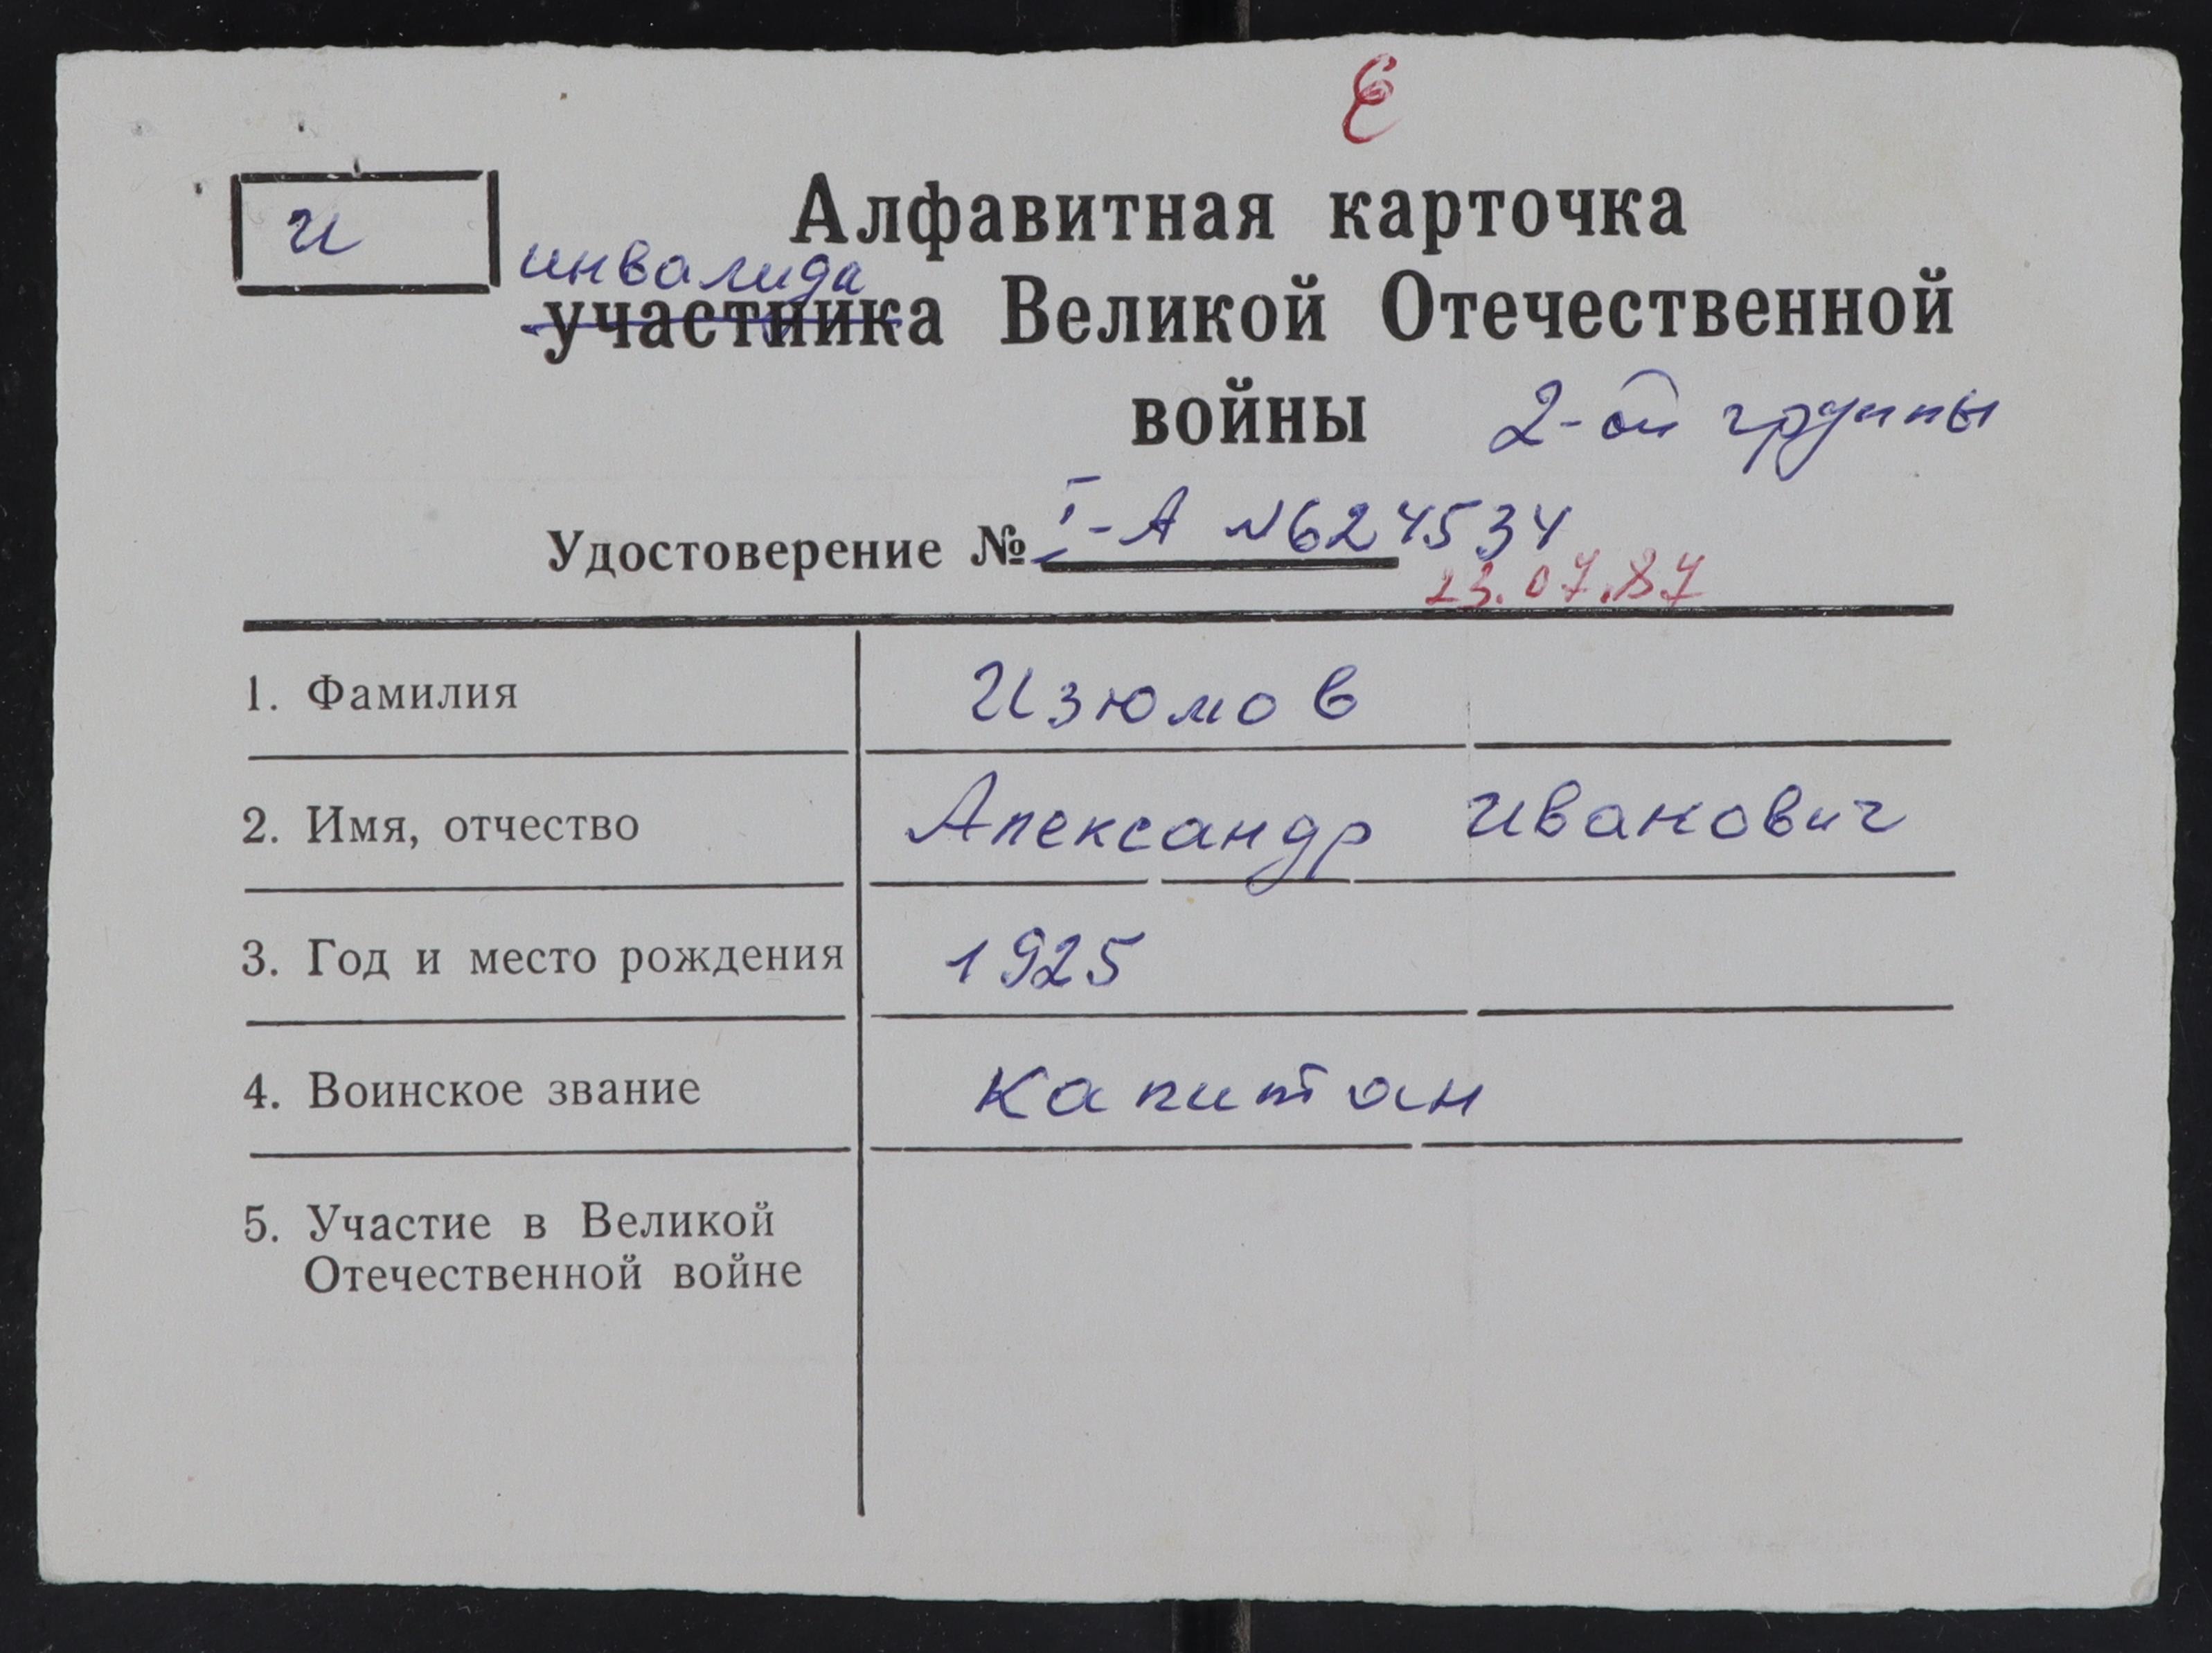 Е
И
Алфавитная карточка
инвалида
участника Великой Отечественной
войны 2-ой группы
Удостоверение № I-А N624534
23.07.87
1. Фамилия Изюмов
2. Имя, отчество Александр Иванович
3. Год и место рождения 1925
4. Воинское звание капитан
5. Участие в Великой
Отечественной войне